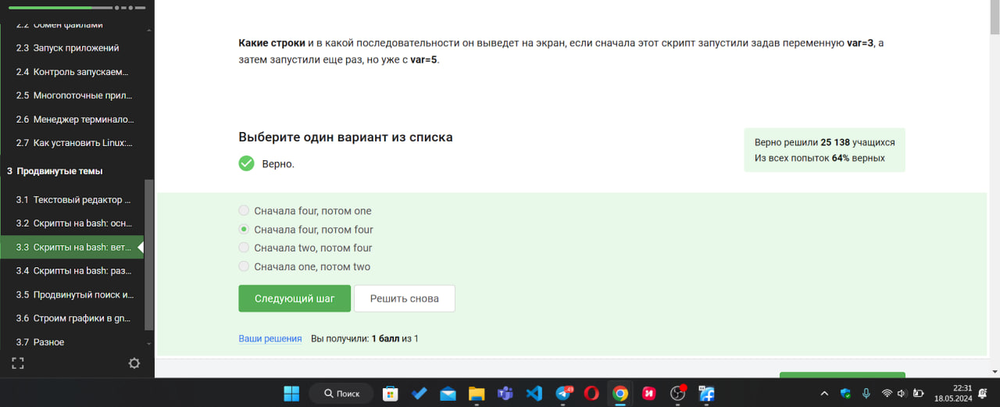 2.2 Обмен файлами
2.3 Запуск приложений
2.4 Контроль запускаем...
2.5 Многопоточные прил...
2.6 Менеджер терминало...
2.7 Как установить Linux:...
3 Продвинутые темы
3.1 Текстовый редактор ...
3.2 Скрипты на bash: осн...
3.3 Скрипты на bash: вет...
3.4 Скрипты на bash: раз...
3.5 Продвинутый поиск и...
3.6 Строим графики в gn...
3.7 Разное
Какие строки и в какой последовательности он выведет на экран, если сначала этот скрипт запустили задав переменную var=3, а
затем запустили еще раз, но уже с var=5.
Выберите один вариант из списка
Верно.
Верно решили 25 138 учащихся
Из всех попыток 64% верных
Сначала four, потом one
Сначала four, потом four
Сначала two, потом four
Сначала one, потом two
Следующий шаг
Решить снова
Ваши решения Вы получили: 1 балл из 1
Поиск
49
22:31
18.05.2024